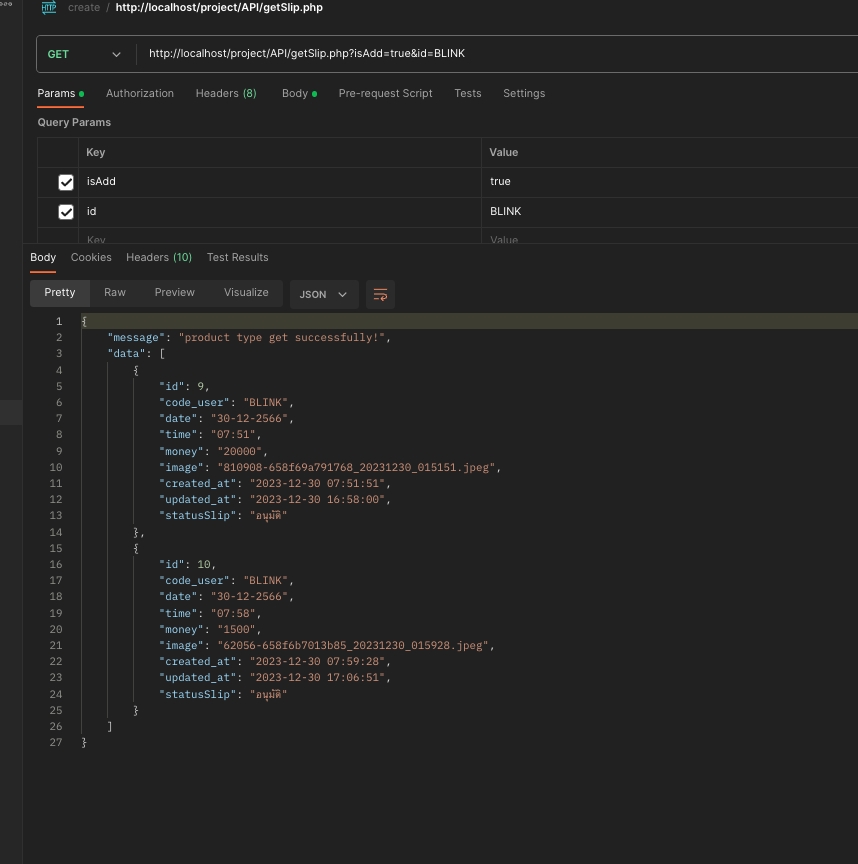 HTTP create / http://localhost/project/API/getSlip.php
GET http://localhost/project/API/getSlip.php?isAdd=true&id=BLINK
Params Authorization Headers (8) Body Pre-request Script Tests Settings
Query Params
Key Value
isAdd true
id BLINK
Key Value
Body Cookies Headers (10) Test Results
Pretty Raw Preview Visualize JSON
1 {
2 "message": "product type get successfully!",
3 "data": [
4 {
5 "id": 9,
6 "code_user": "BLINK",
7 "date": "30-12-2566",
8 "time": "07:51",
9 "money": "20000",
10 "image": "810908-658f69a791768_20231230_015151.jpeg",
11 "created_at": "2023-12-30 07:51:51",
12 "updated_at": "2023-12-30 16:58:00",
13 "statusSlip": "อนุมัติ"
14 },
15 {
16 "id": 10,
17 "code_user": "BLINK",
18 "date": "30-12-2566",
19 "time": "07:58",
20 "money": "1500",
21 "image": "62056-658f6b7013b85_20231230_015928.jpeg",
22 "created_at": "2023-12-30 07:59:28",
23 "updated_at": "2023-12-30 17:06:51",
24 "statusSlip": "อนุมัติ"
25 }
26 ]
27 }